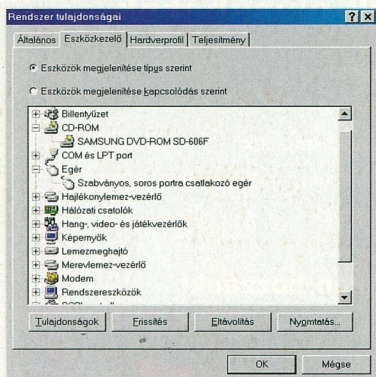 Rendszer tulajdonságai
Általános Eszközkezelő Hardverprofil Teljesítmény
Eszközök megjelenítése típus szerint
Eszközök megjelenítése kapcsolódás szerint
Billentyűzet
CD-ROM
SAMSUNG DVD-ROM SD-606F
COM és LPT port
Egér
Szabványos, soros portra csatlakozó egér
Hajlékonylemez-vezérlő
Hálózati csatolók
Hang-, video- és játékvezérlők
Képernyők
Lemezmeghajtó
Merevlemez-vezérlő
Modem
Rendszereszközök
Tulajdonságok Frissítés Eltávolítás Nyomtatás...
OK Mégse